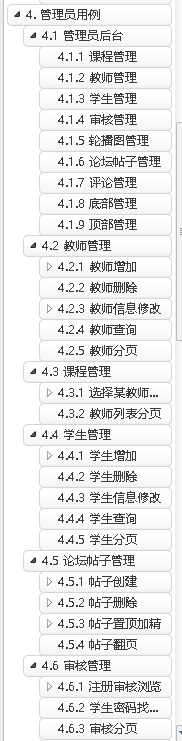 4. 管理员用例
4.1 管理员后台
4.1.1 课程管理
4.1.2 教师管理
4.1.3 学生管理
4.1.4 审核管理
4.1.5 轮播图管理
4.1.6 论坛帖子管理
4.1.7 评论管理
4.1.8 底部管理
4.1.9 顶部管理
4.2 教师管理
4.2.1 教师增加
4.2.2 教师删除
4.2.3 教师信息修改
4.2.4 教师查询
4.2.5 教师分页
4.3 课程管理
4.3.1 选择某教师...
4.3.2 教师列表分页
4.4 学生管理
4.4.1 学生增加
4.4.2 学生删除
4.4.3 学生信息修改
4.4.4 学生查询
4.4.5 学生分页
4.5 论坛帖子管理
4.5.1 帖子创建
4.5.2 帖子删除
4.5.3 帖子置顶加精
4.5.4 帖子翻页
4.6 审核管理
4.6.1 注册审核浏览
4.6.2 学生密码找...
4.6.3 审核分页